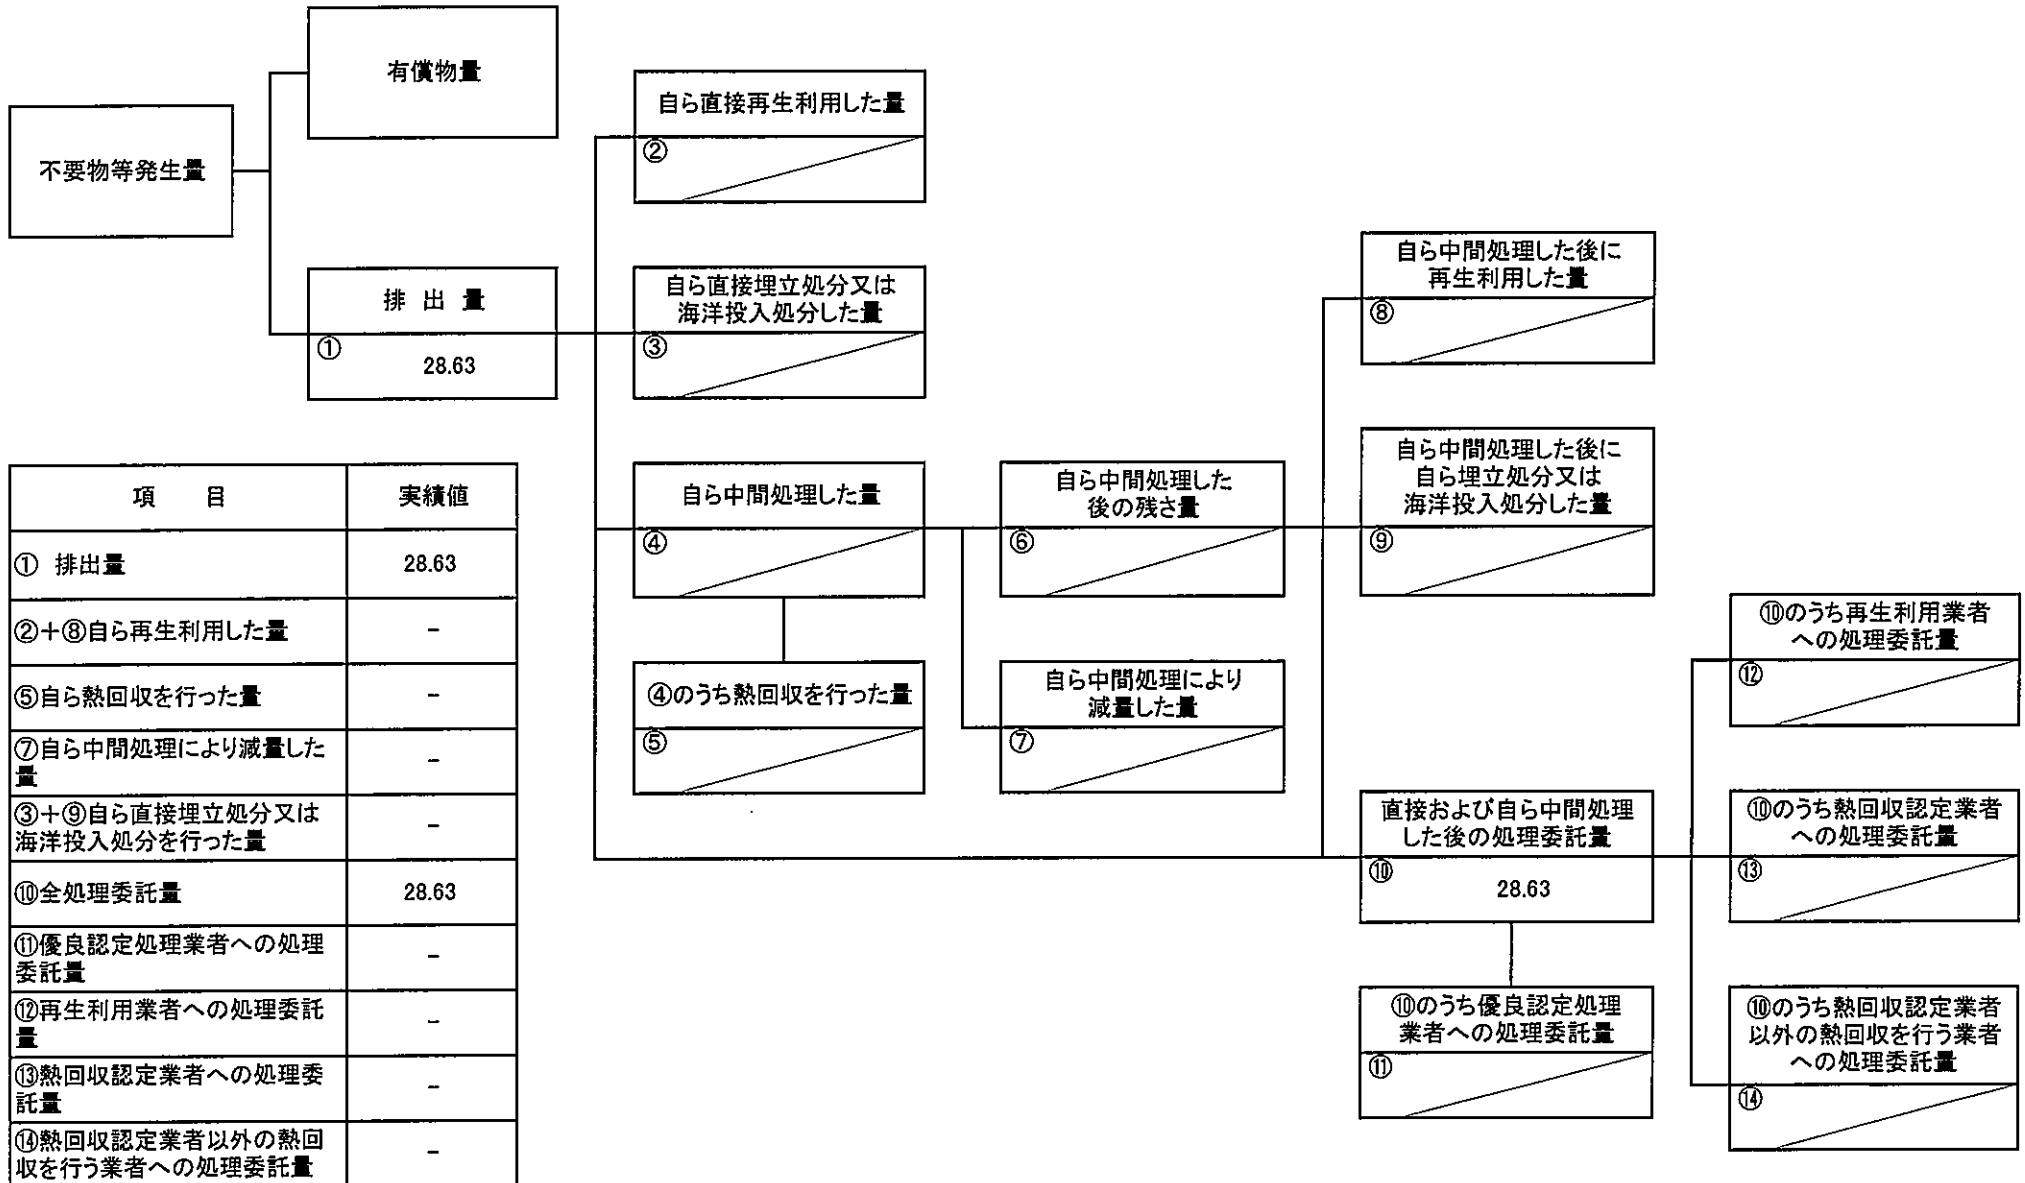 有償物量
不要物等発生量
排 出 量
①
28.63
自ら直接再生利用した量
②
自ら直接埋立処分又は
海洋投入処分した量
③
自ら中間処理した量
④
④のうち熱回収を行った量
⑤
自ら中間処理した
後の残さ量
⑥
自ら中間処理により
減量した量
⑦
自ら中間処理した後に
再生利用した量
⑧
自ら中間処理した後に
自ら埋立処分又は
海洋投入処分した量
⑨
直接および自ら中間処理
した後の処理委託量
⑩
28.63
⑩のうち優良認定処理
業者への処理委託量
⑪
⑩のうち再生利用業者
への処理委託量
⑫
⑩のうち熱回収認定業者
への処理委託量
⑬
⑩のうち熱回収認定業者
以外の熱回収を行う業者
への処理委託量
⑭
項 目 実績値
① 排出量 28.63
②+⑧自ら再生利用した量 -
⑤自ら熱回収を行った量 -
⑦自ら中間処理により減量した
量 -
③+⑨自ら直接埋立処分又は
海洋投入処分を行った量 -
⑩全処理委託量 28.63
⑪優良認定処理業者への処理
委託量 -
⑫再生利用業者への処理委託
量 -
⑬熱回収認定業者への処理委
託量 -
⑭熱回収認定業者以外の熱回
収を行う業者への処理委託量 -